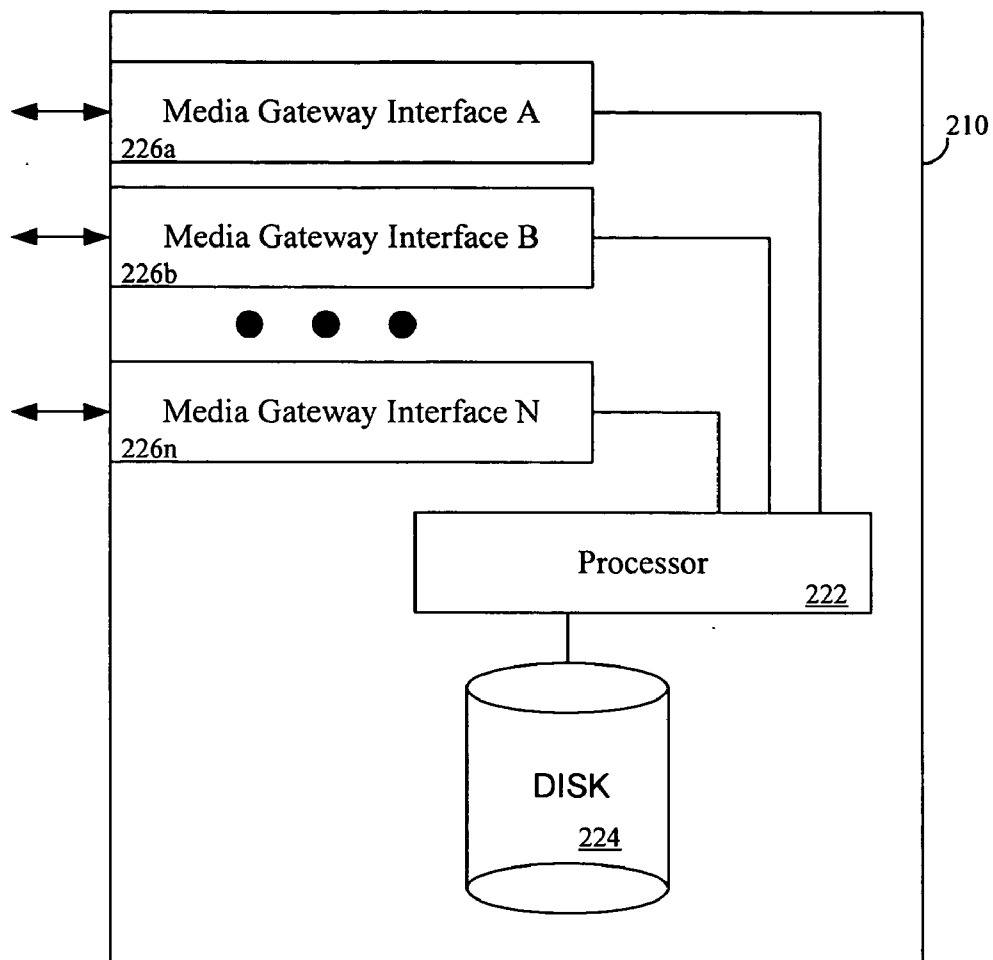 Media Gateway Interface A
226a
210
Media Gateway Interface B
226b
Media Gateway Interface N
226n
Processor
222
DISK
224